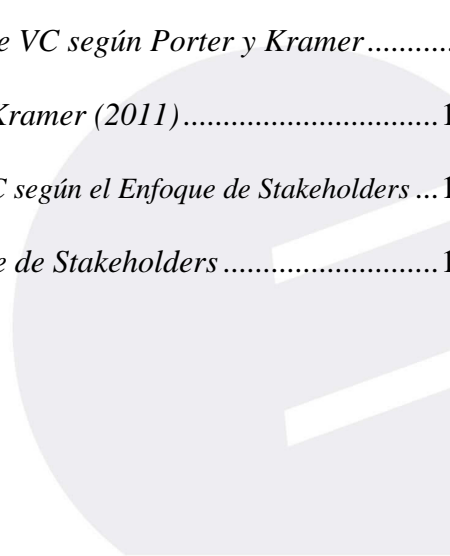 e VC según Porter y Kramer..........
Kramer (2011)................................1
C según el Enfoque de Stakeholders...1
e de Stakeholders...........................1